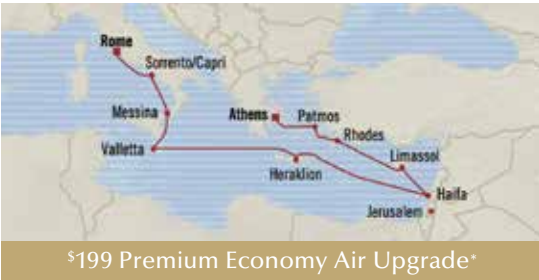 Rome
Sorrento/Capri
Messina
Athens
Patmos
Rhodes
Valletta
Limassol
Heraklion
Haifa
Jerusalem
$199 Premium Economy Air Upgrade*